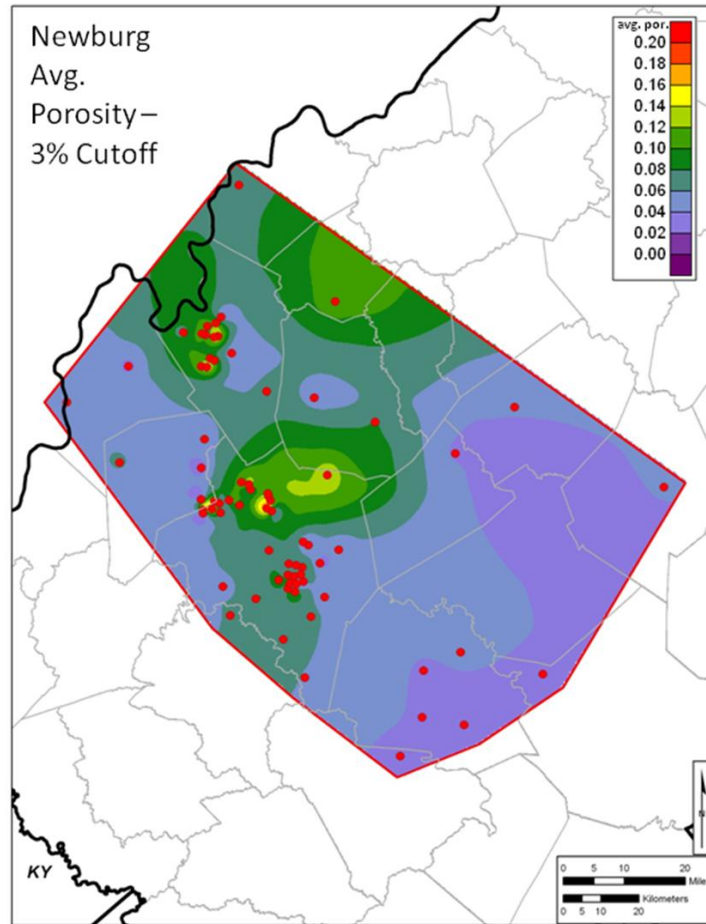 Newburg
Avg.
Porosity –
3% Cutoff
avg. por.
0.20
0.18
0.16
0.14
0.12
0.10
0.08
0.06
0.04
0.02
0.00
KY
N
0 5 10 20
Mile
0 5 10 20
Kilometers